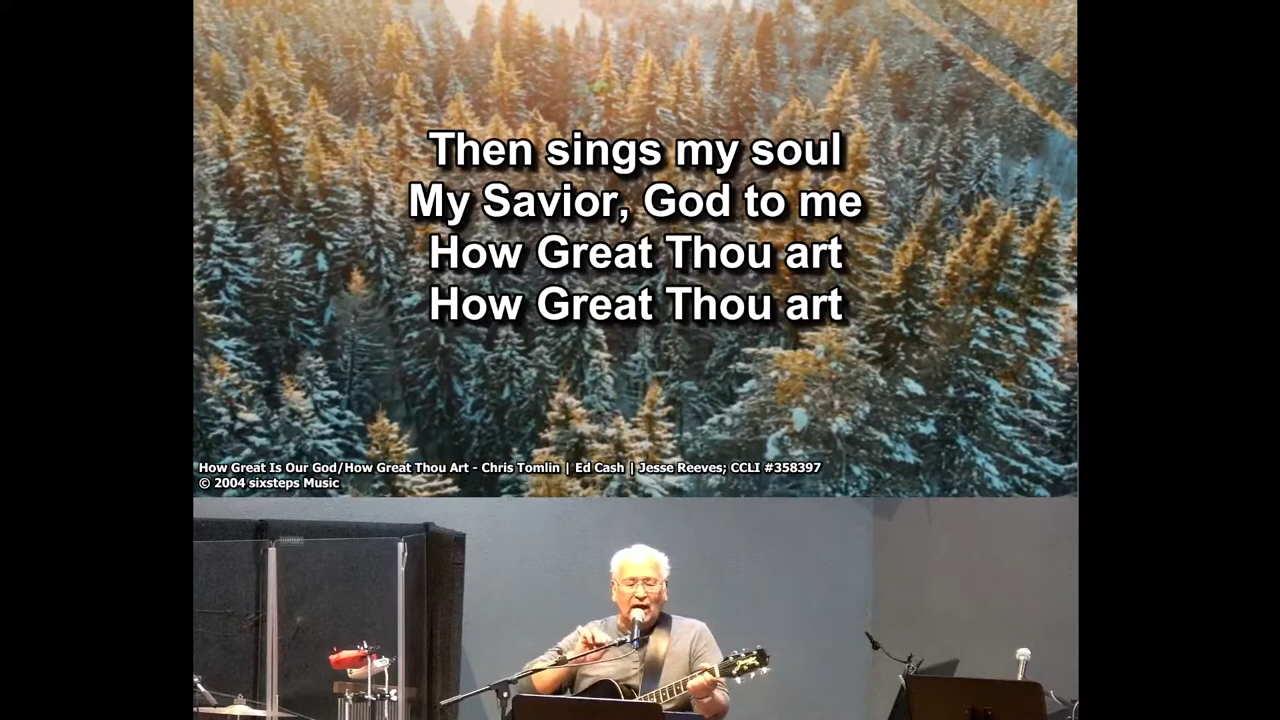 Then sings my soul
My Savior, God to me
How Great Thou art
How Great Thou art
How Great Is Our God/How Great Thou Art - Chris Tomlin | Ed Cash | Jesse Reeves; CCLI #358397
© 2004 sixsteps Music